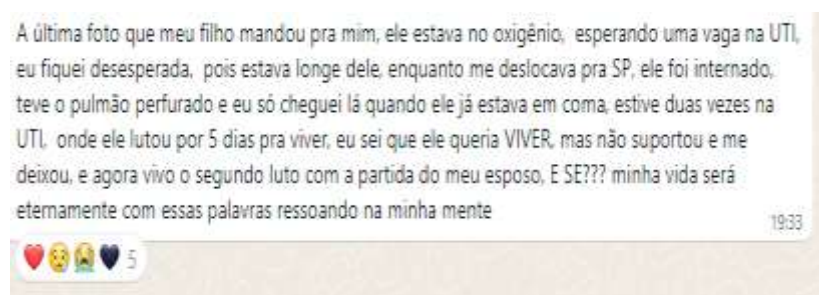 A última foto que meu filho mandou pra mim, ele estava no oxigênio, esperando uma vaga na UTI,
eu fiquei desesperada, pois estava longe dele, enquanto me deslocava pra SP, ele foi internado,
teve o pulmão perfurado e eu só cheguei lá quando ele já estava em coma, estive duas vezes na
UTI, onde ele lutou por 5 dias pra viver, eu sei que ele queria VIVER, mas não suportou e me
deixou, e agora vivo o segundo luto com a partida do meu esposo, E SE??? minha vida será
eternamente com essas palavras ressoando na minha mente
19:33
5